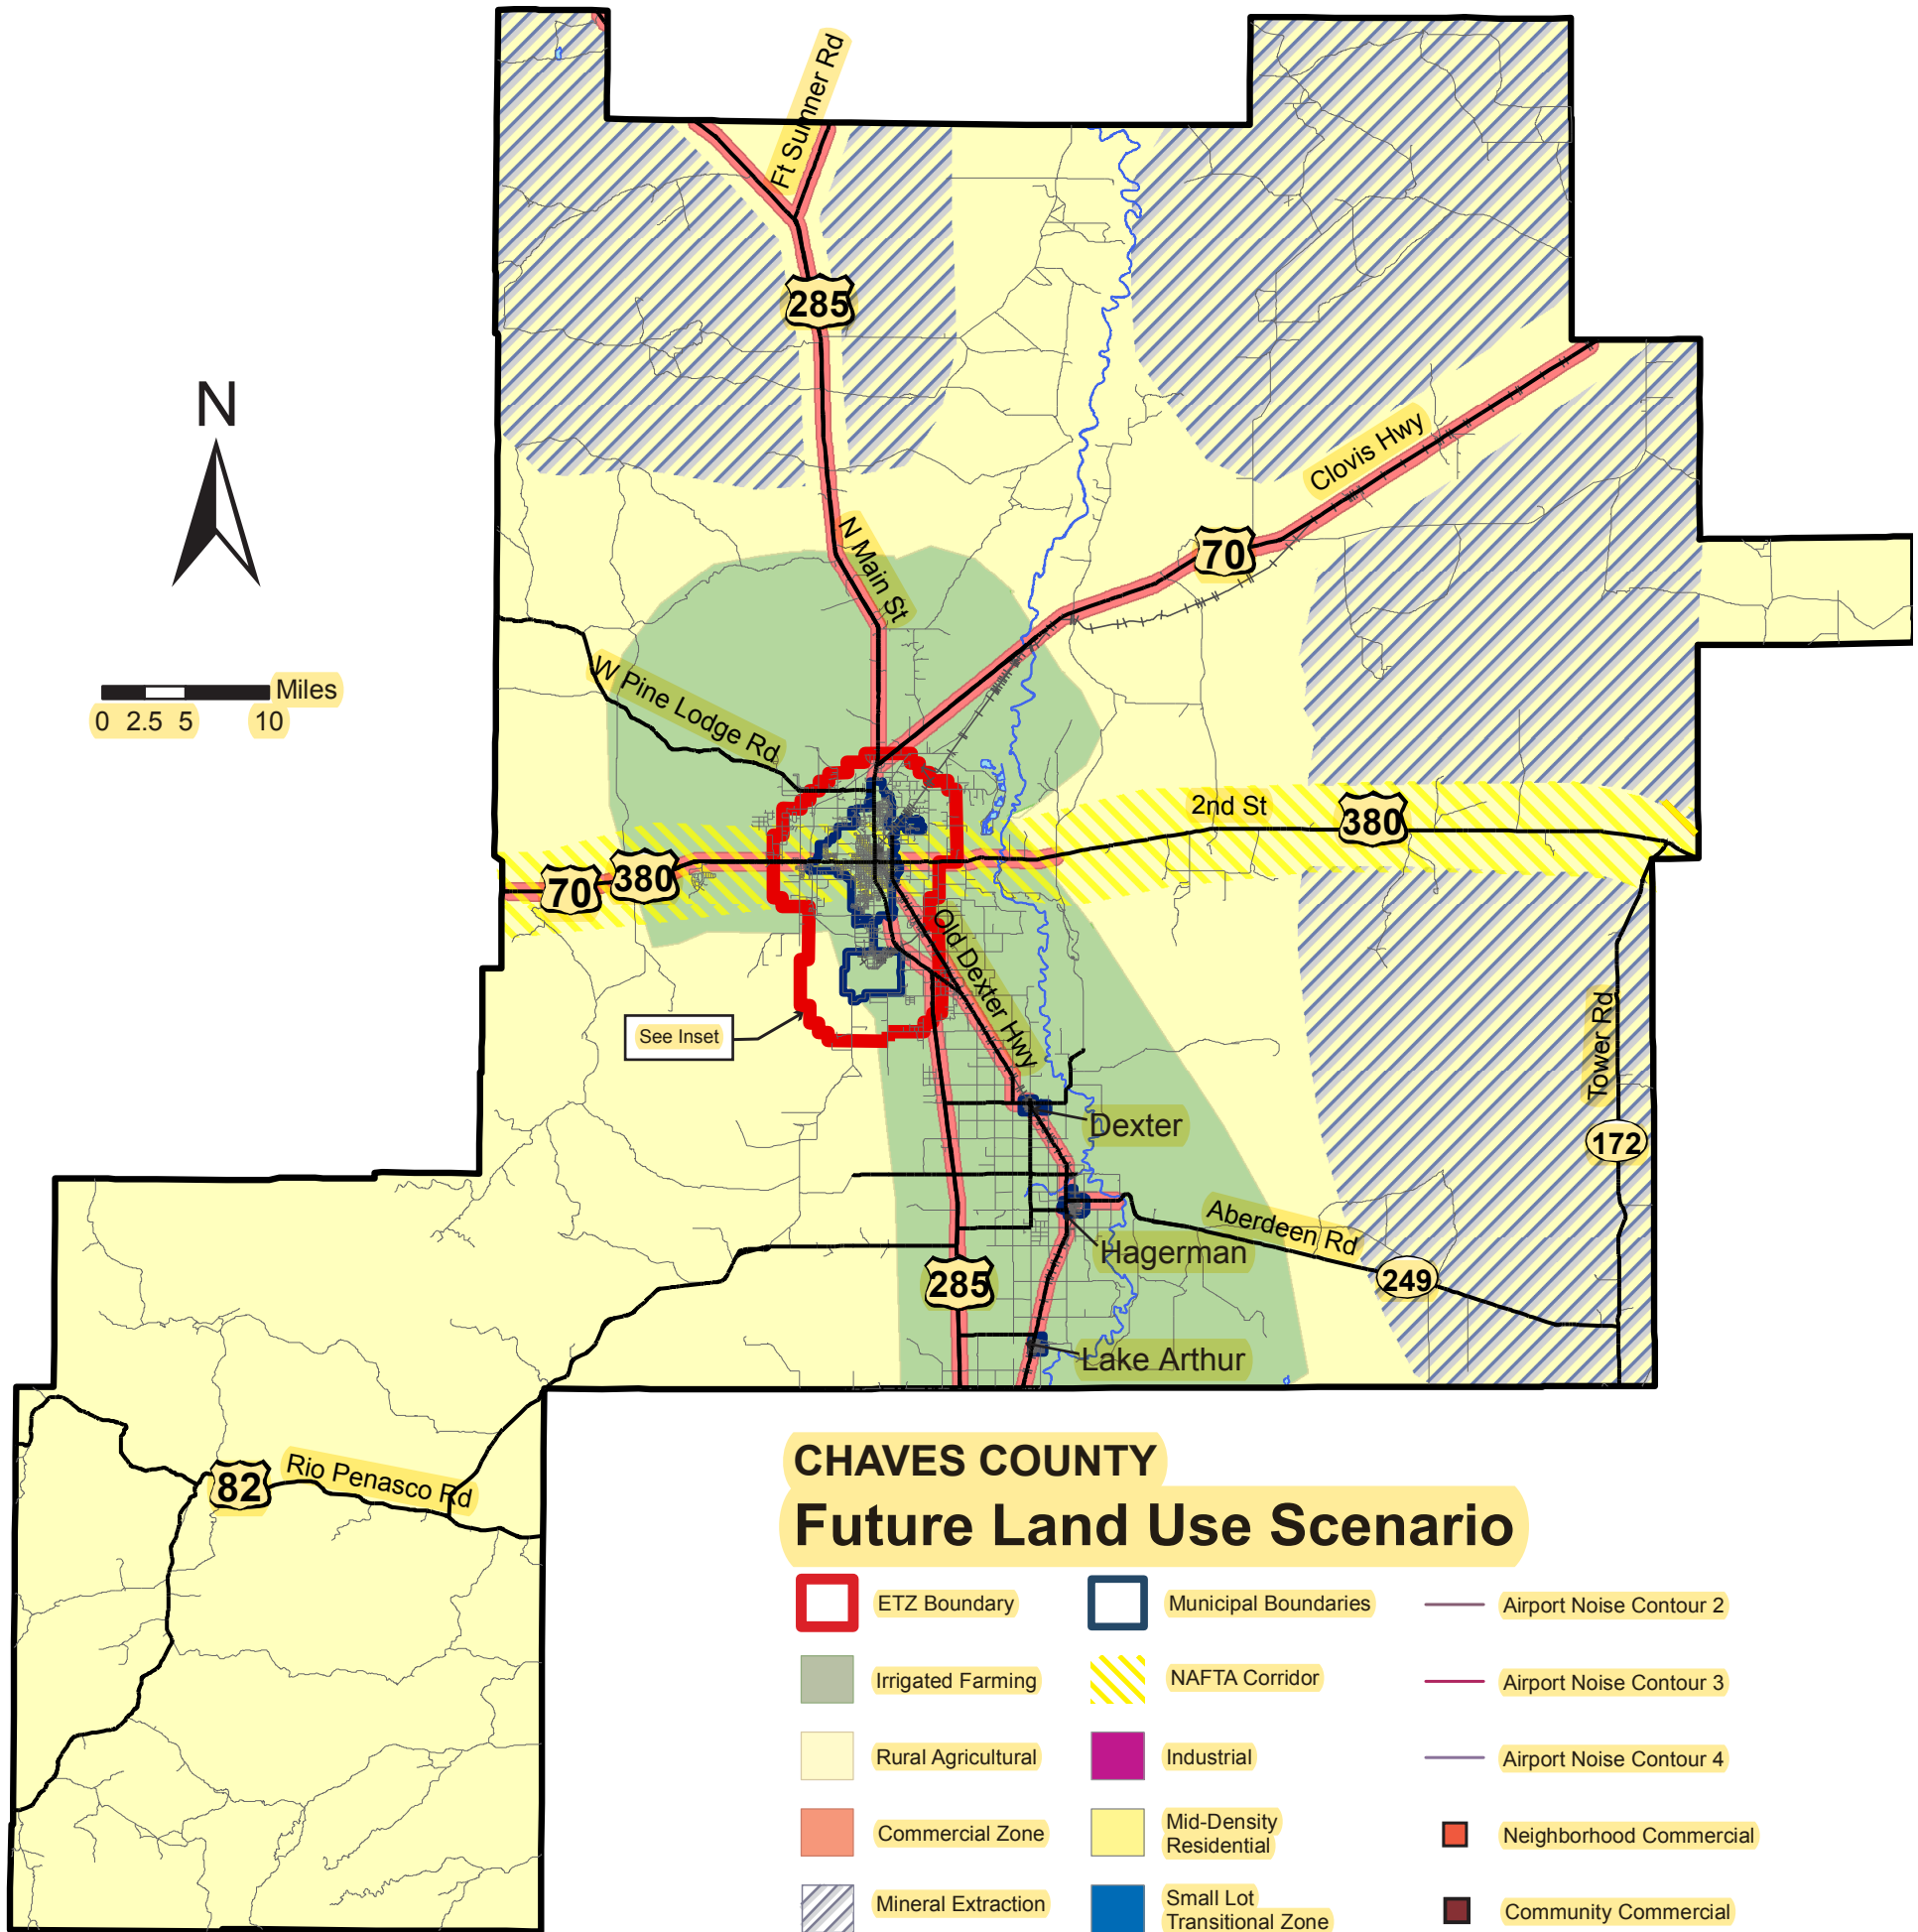 Ft Sumner Rd
285
N
Clovis Hwy
N Main St
70
W Pine Lodge Rd
Miles
0 2.5 5 10
2nd St
380
70
380
Old Dexter Hwy
See Inset
Tower Rd
Dexter
172
Aberdeen Rd
Hagerman
249
285
Lake Arthur
82
Rio Penasco Rd
CHAVES COUNTY
Future Land Use Scenario
ETZ Boundary
Municipal Boundaries
Airport Noise Contour 2
Irrigated Farming
NAFTA Corridor
Airport Noise Contour 3
Rural Agricultural
Industrial
Airport Noise Contour 4
Commercial Zone
Mid-Density
Residential
Neighborhood Commercial
Mineral Extraction
Small Lot
Transitional Zone
Community Commercial